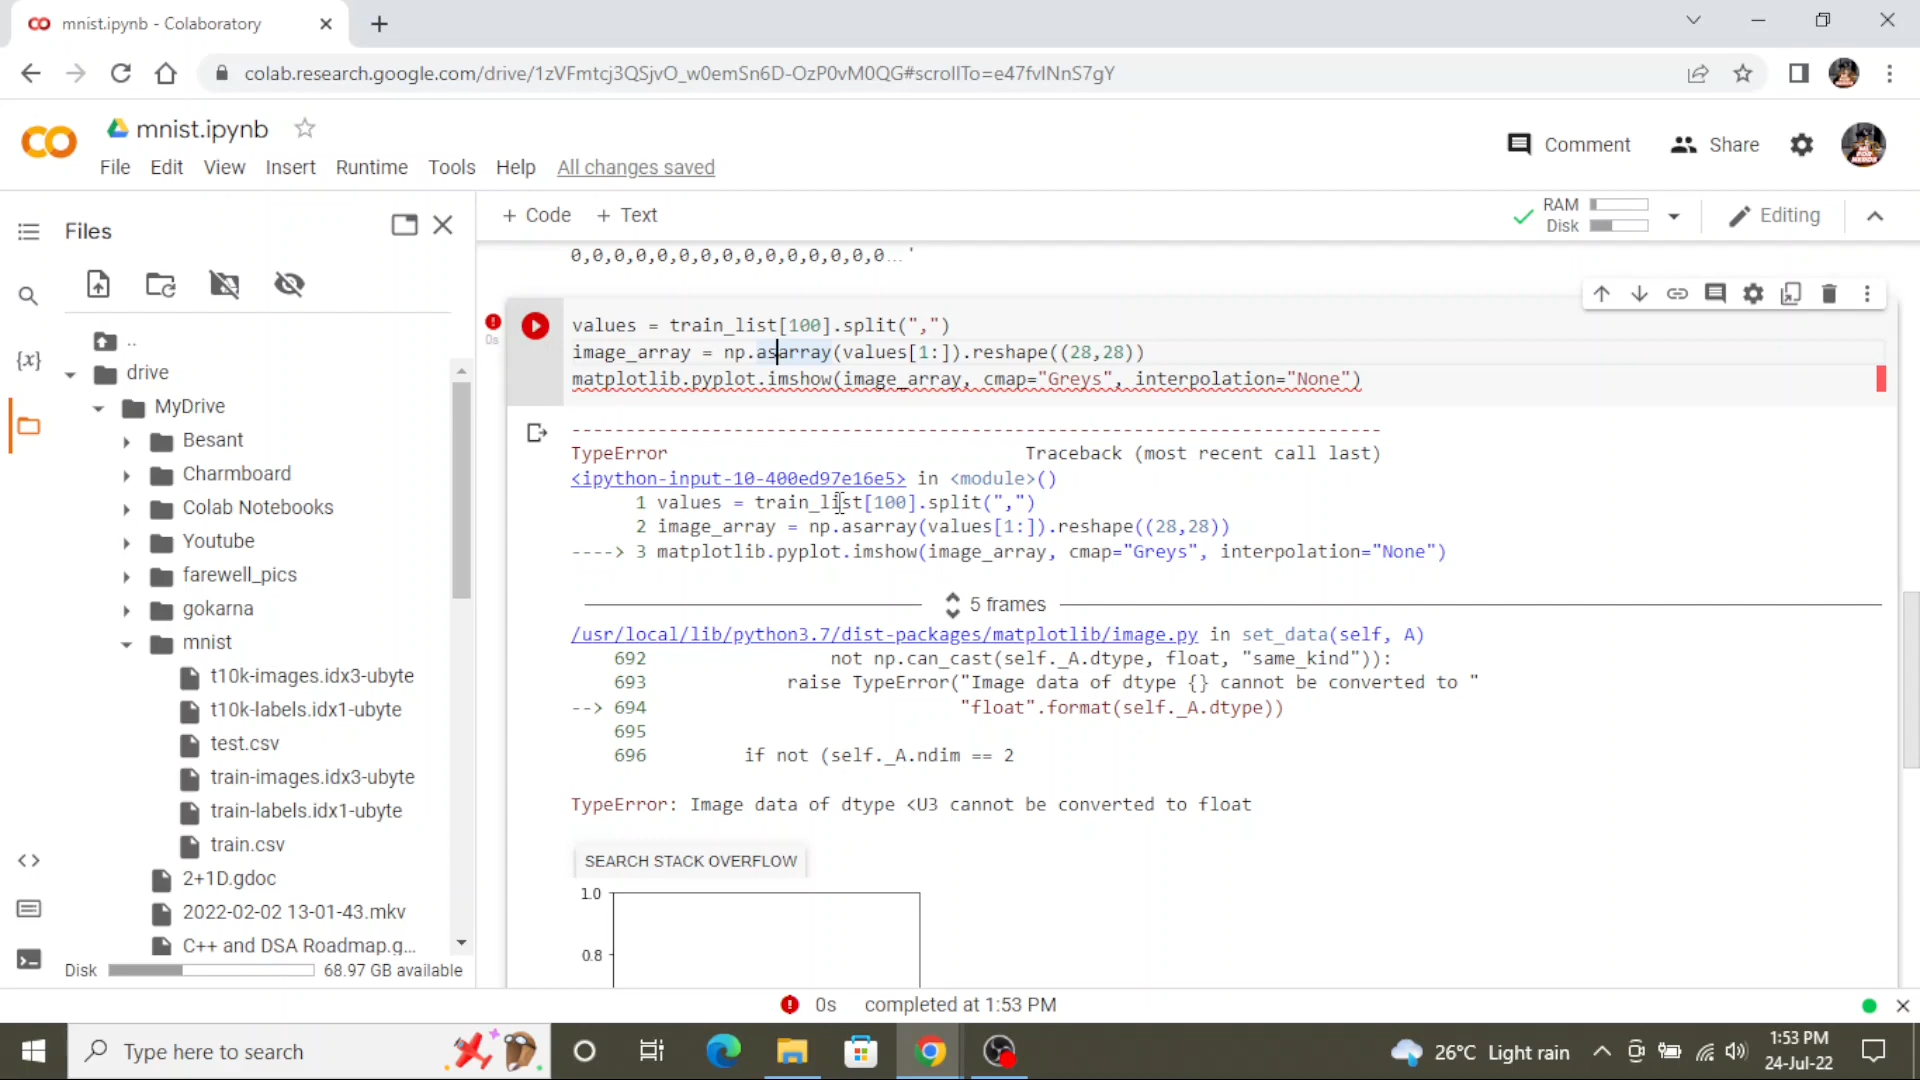 mnist.ipynb - Colaboratory
colab.research.google.com/drive/1zVFmtcj3QSjvO_w0emSn6D-OzP0vM0QG#scrollTo=e47fvINnS7gY
mnist.ipynb
Comment
Share
File Edit View Insert Runtime Tools Help All changes saved
Files
+ Code + Text
RAM
Disk
Editing
0,0,0,0,0,0,0,0,0,0,0,0,0,0,0...'
0s
values = train_list[100].split(",")
image_array = np.asarray(values[1:]).reshape((28,28))
matplotlib.pyplot.imshow(image_array, cmap="Greys", interpolation="None")
{x}
..
drive
MyDrive
Besant
Charmboard
Colab Notebooks
Youtube
farewell_pics
gokarna
mnist
t10k-images.idx3-ubyte
t10k-labels.idx1-ubyte
test.csv
train-images.idx3-ubyte
train-labels.idx1-ubyte
train.csv
2+1D.gdoc
2022-02-02 13-01-43.mkv
C++ and DSA Roadmap.g...
Disk 68.97 GB available
---------------------------------------------------------------------------
TypeError Traceback (most recent call last)
<ipython-input-10-400ed97e16e5> in <module>()
1 values = train_list[100].split(",")
2 image_array = np.asarray(values[1:]).reshape((28,28))
----> 3 matplotlib.pyplot.imshow(image_array, cmap="Greys", interpolation="None")
5 frames
/usr/local/lib/python3.7/dist-packages/matplotlib/image.py in set_data(self, A)
692 not np.can_cast(self._A.dtype, float, "same_kind")):
693 raise TypeError("Image data of dtype {} cannot be converted to "
--> 694 "float".format(self._A.dtype))
695
696 if not (self._A.ndim == 2
TypeError: Image data of dtype <U3 cannot be converted to float
SEARCH STACK OVERFLOW
1.0
0.8
0s completed at 1:53 PM
Type here to search
26°C Light rain
1:53 PM
24-Jul-22